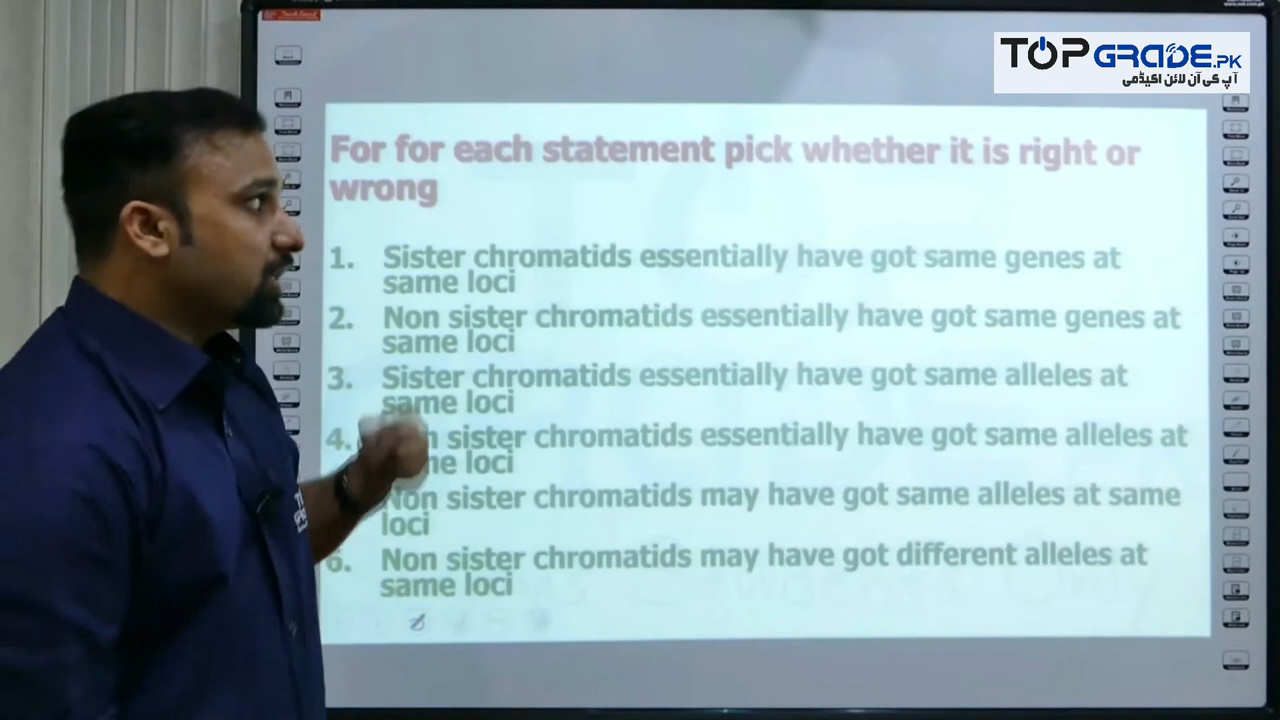 TOPGRADE.PK
آپ کی آن لائن اکیڈمی
For for each statement pick whether it is right or
wrong
1. Sister chromatids essentially have got same genes at
same loci
2. Non sister chromatids essentially have got same genes at
same loci
3. Sister chromatids essentially have got same alleles at
same loci
4. sister chromatids essentially have got same alleles at
loci
Non sister chromatids may have got same alleles at same
loci
6. Non sister chromatids may have got different alleles at
same loci